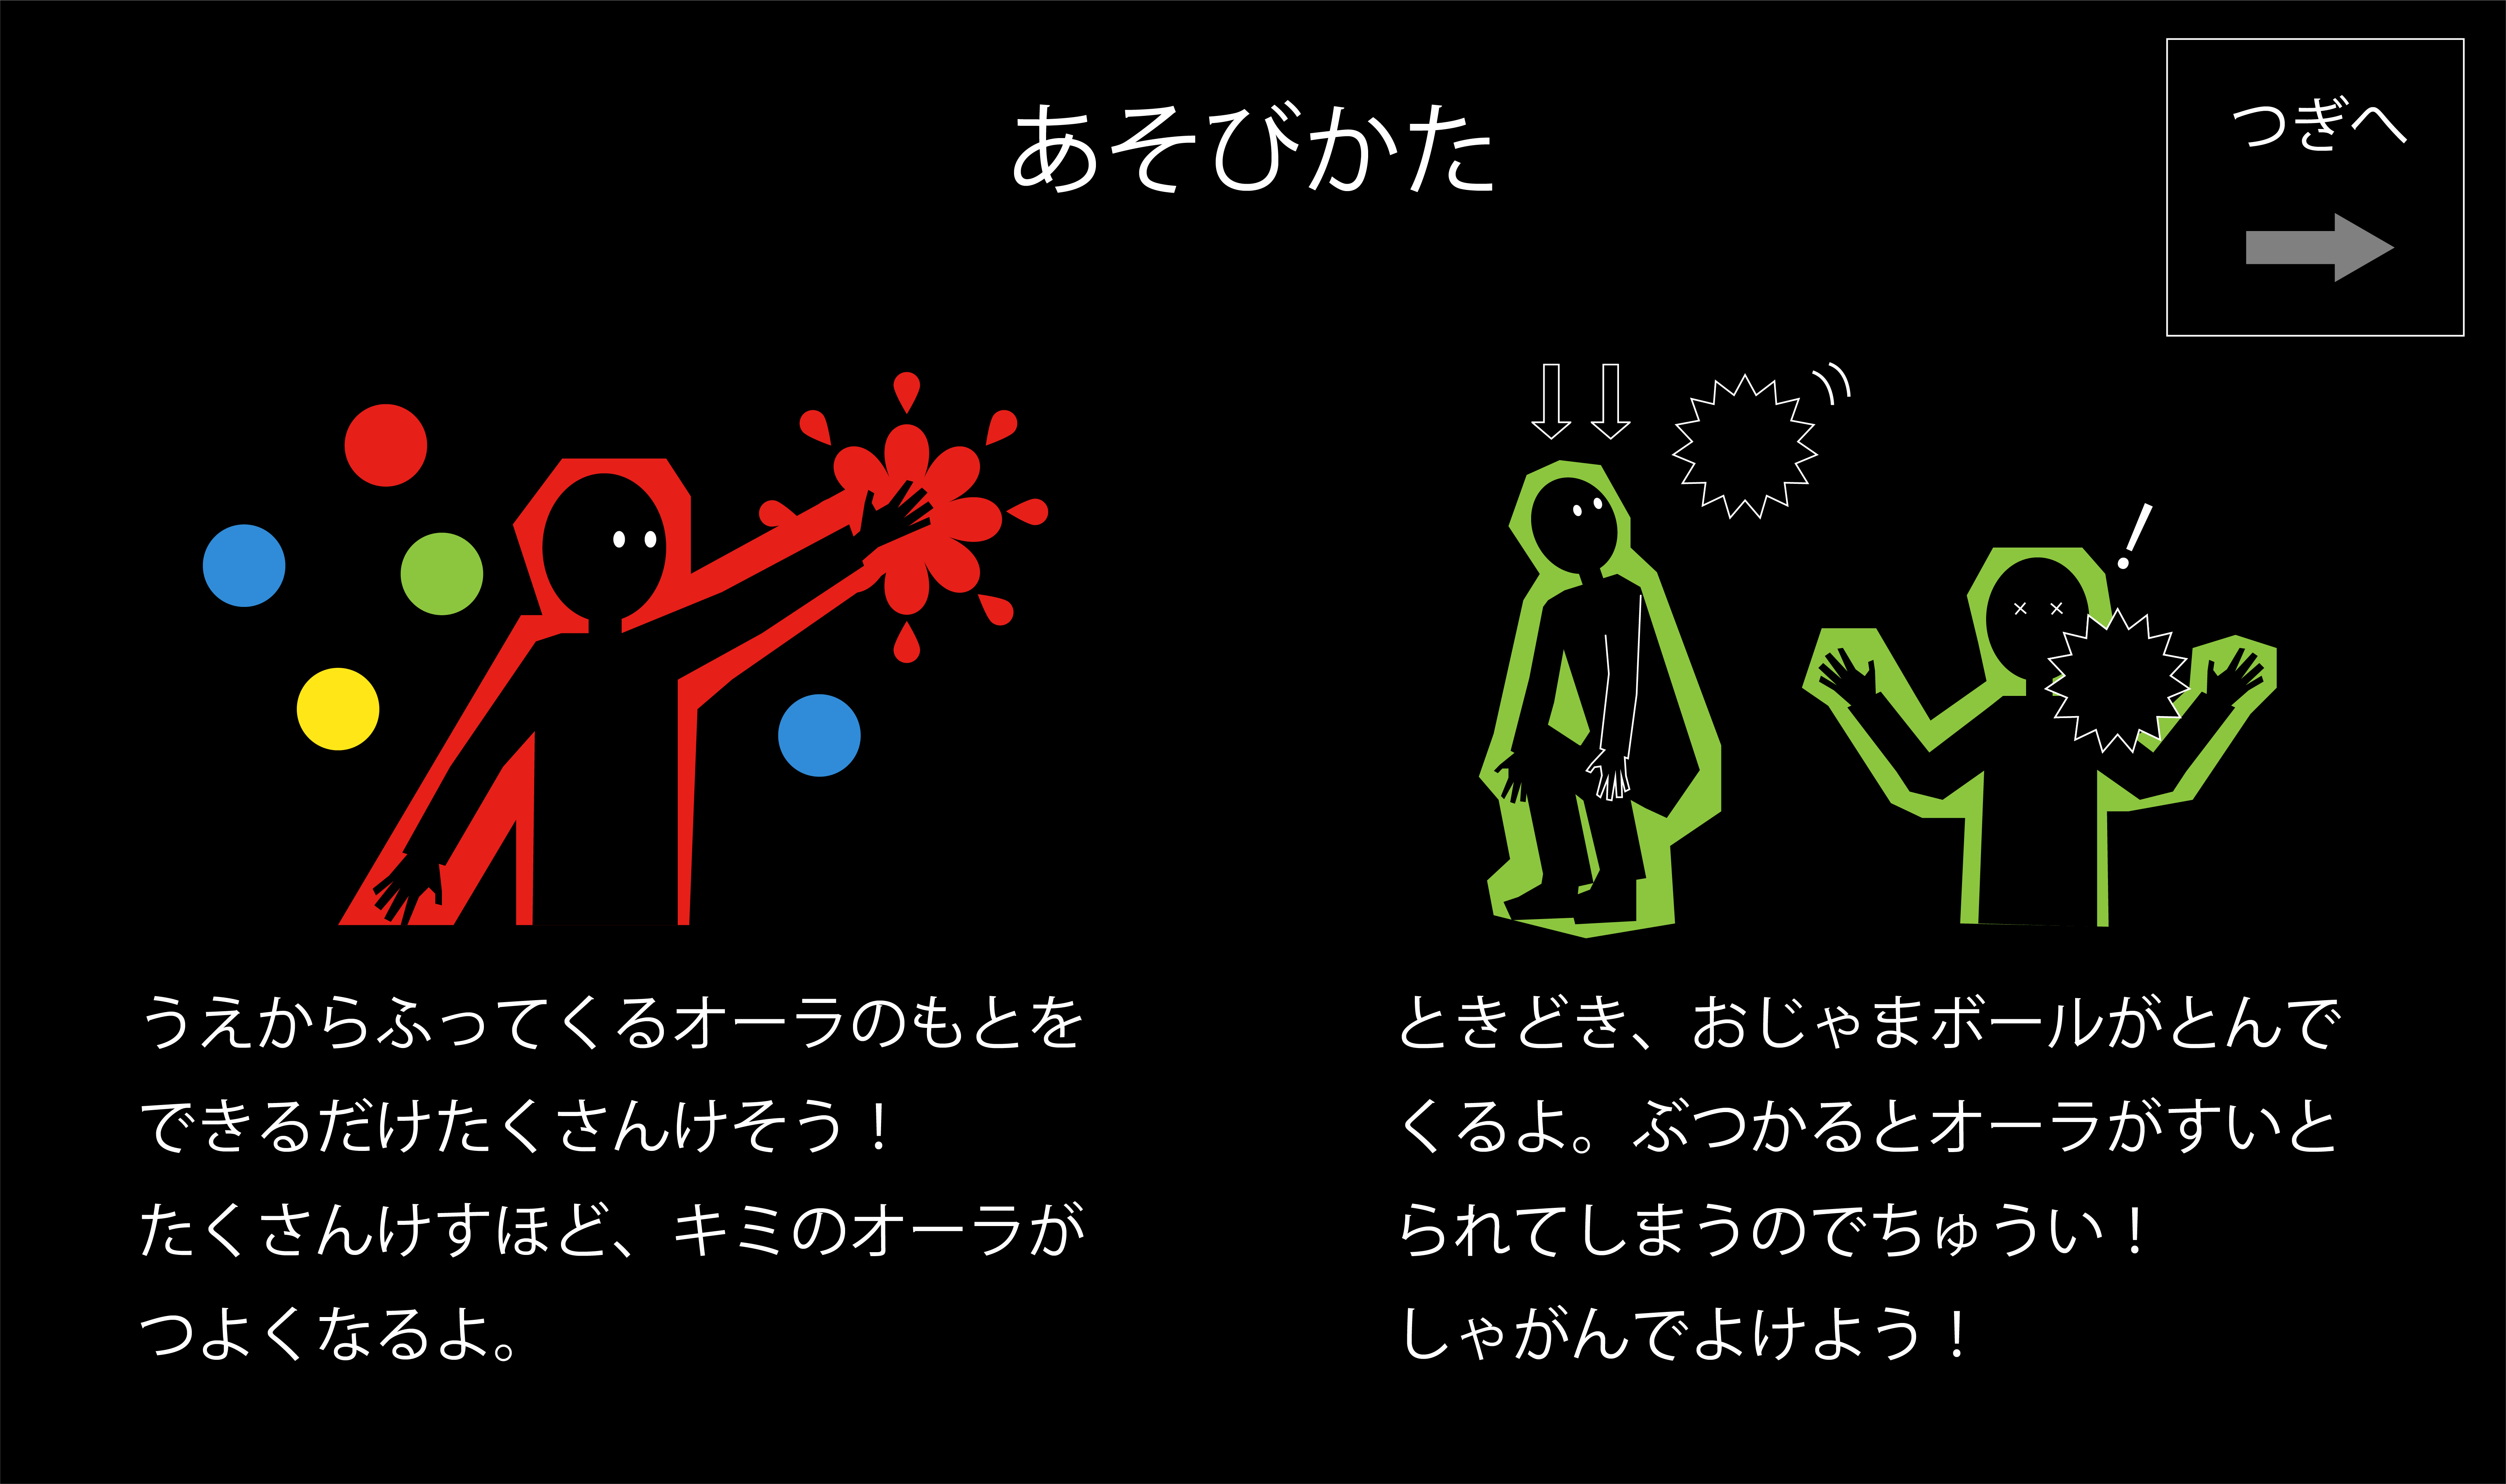 あそびかた
つぎへ
うえからふってくるオーラのもとを
できるだけたくさんけそう！
たくさんけすほど、キミのオーラが
つよくなるよ。
ときどき、おじゃまボールがとんで
くるよ。ぶつかるとオーラがすいと
られてしまうのでちゅうい！
しゃがんでよけよう！